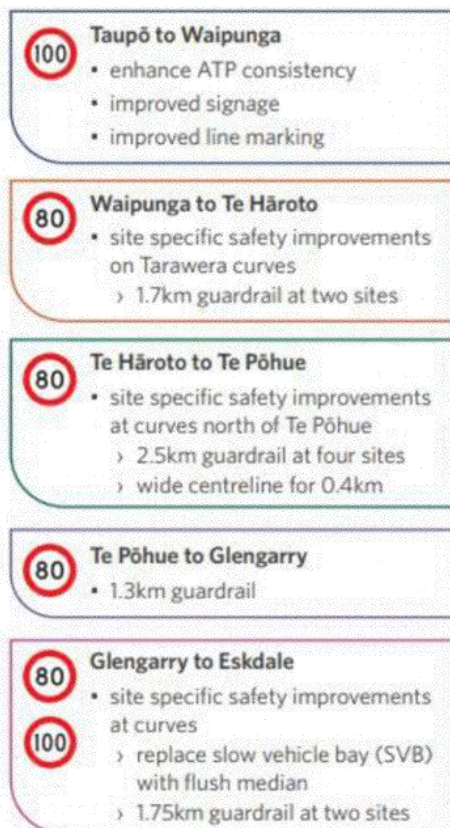 100
Taupō to Waipunga
• enhance ATP consistency
• improved signage
• improved line marking
80
Waipunga to Te Hāroto
• site specific safety improvements
on Tarawera curves
› 1.7km guardrail at two sites
80
Te Hāroto to Te Pōhue
• site specific safety improvements
at curves north of Te Pōhue
› 2.5km guardrail at four sites
› wide centreline for 0.4km
80
Te Pōhue to Glengarry
• 1.3km guardrail
80
100
Glengarry to Eskdale
• site specific safety improvements
at curves
› replace slow vehicle bay (SVB)
with flush median
› 1.75km guardrail at two sites